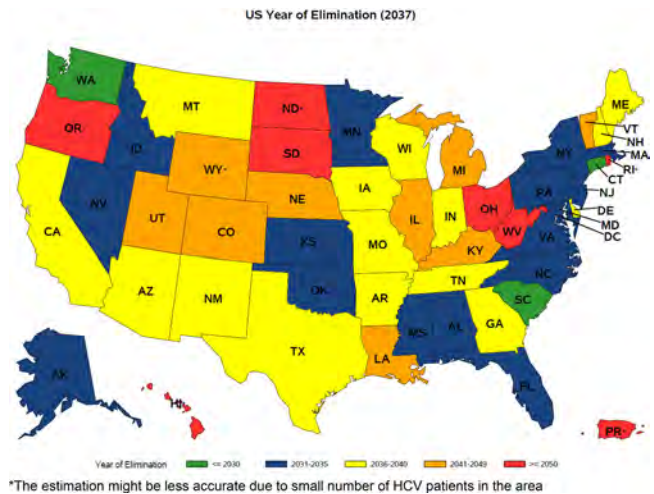 US Year of Elimination (2037)
WA
MT
ND*
MN
ME
OR
ID
WY*
SD
WI
MI
NY
VT
NH
MA
RI*
CT
NV
UT
CO
NE
IA
IL
IN
OH
PA
NJ
DE
MD
DC
CA
KS
MO
KY
WV
VA
AZ
NM
OK
AR
TN
NC
SC
TX
LA
MS
AL
GA
FL
AK
HI
PR*
Year of Elimination <= 2030 2031-2035 2036-2040 2041-2049 >= 2050
*The estimation might be less accurate due to small number of HCV patients in the area